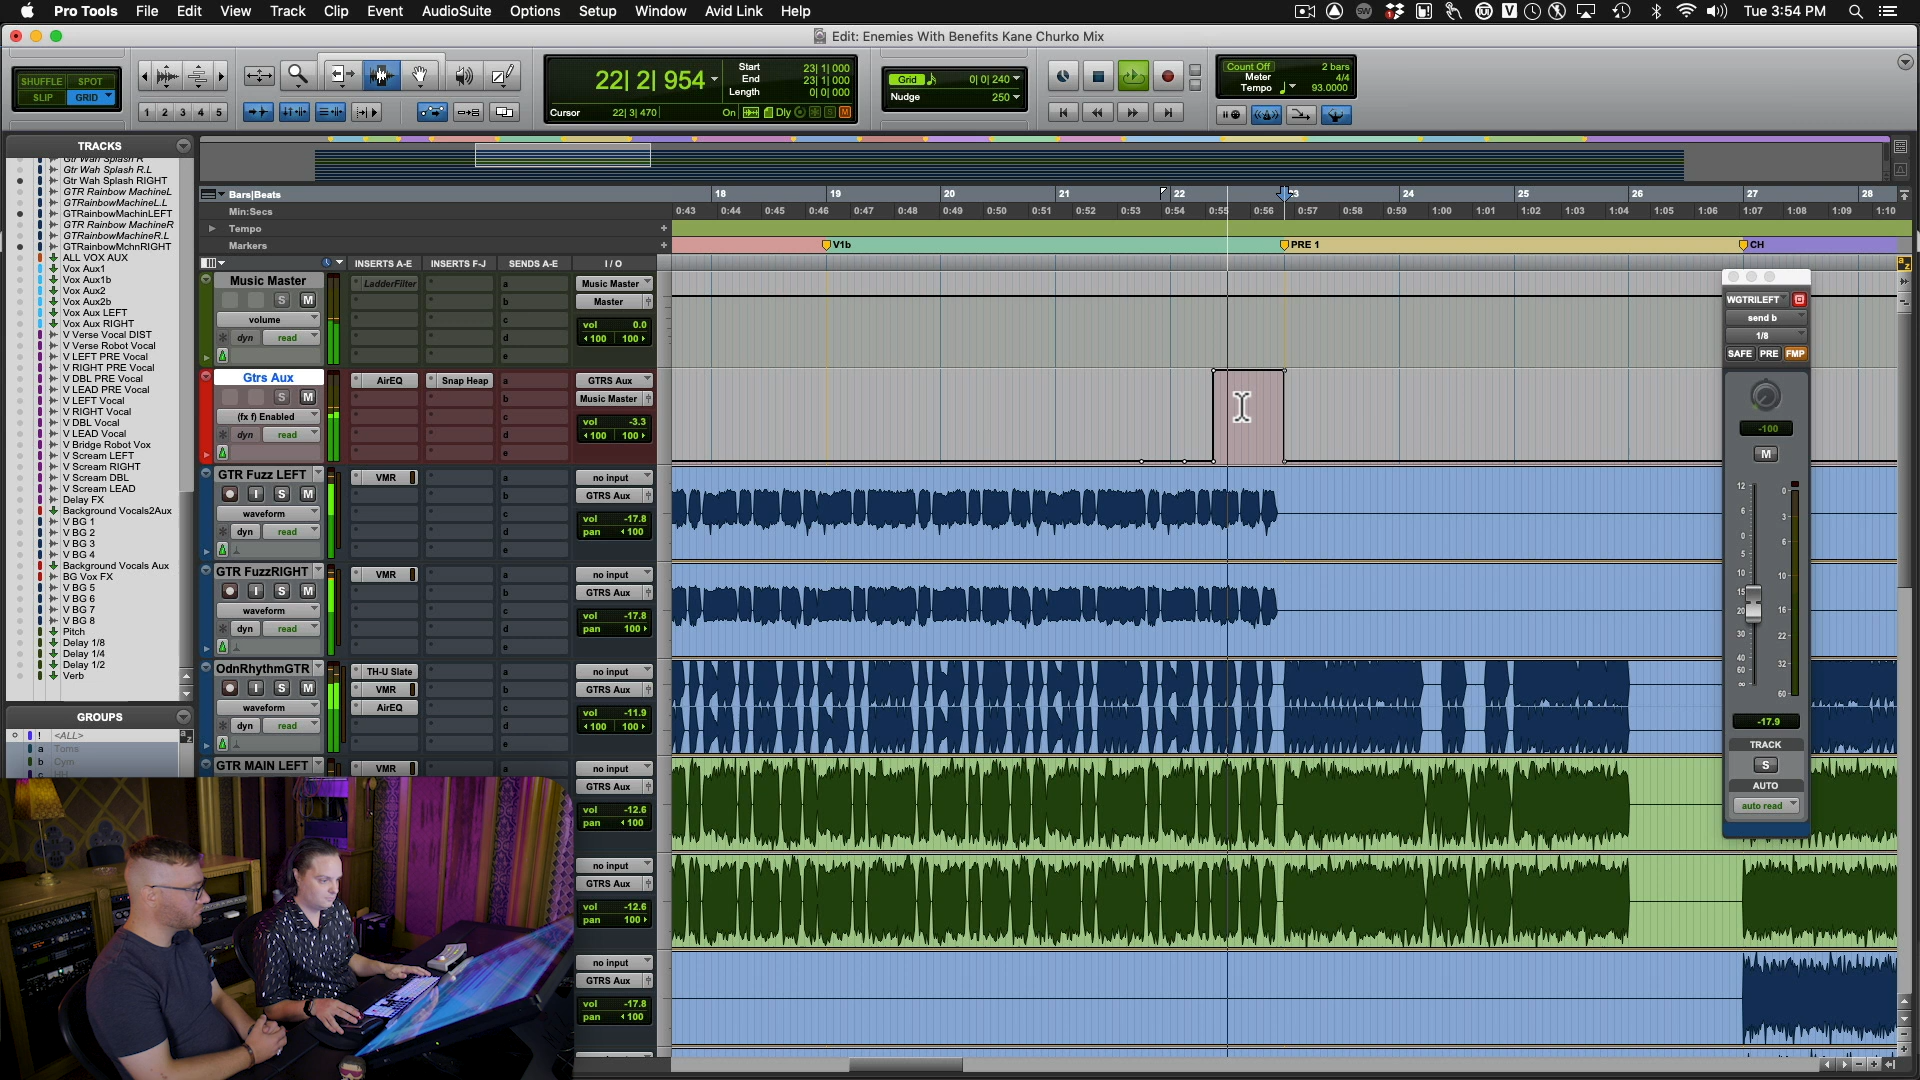 Pro Tools File Edit View Track Clip Event AudioSuite Options Setup Window Avid Link Help
Tue 3:54 PM
Edit: Enemies With Benefits Kane Churko Mix
SHUFFLE SPOT
SLIP GRID
1 2 3 4 5
22| 2| 954
Start 23| 1| 000
End 23| 1| 000
Length 0| 0| 000
Cursor 22| 3| 470 On Dly
Grid 0| 0| 240
Nudge 250
Count Off 2 bars
Meter 4/4
Tempo 93.0000
TRACKS
Gtr Wah Splash R
Gtr Wah Splash R.L
Gtr Wah Splash RIGHT
GTR Rainbow MachineL
GTR Rainbow MachineL.L
GTRainbowMachinLEFT
GTR Rainbow MachineR
GTR RainbowMachineR.L
GTRainbowMchnRIGHT
ALL VOX AUX
Vox Aux1
Vox Aux1b
Vox Aux2
Vox Aux2b
Vox Aux LEFT
Vox Aux RIGHT
V Verse Vocal DIST
V Verse Robot Vocal
V LEFT PRE Vocal
V RIGHT PRE Vocal
V DBL PRE Vocal
V LEAD PRE Vocal
V LEFT Vocal
V RIGHT Vocal
V DBL Vocal
V LEAD Vocal
V Bridge Robot Vox
V Scream LEFT
V Scream RIGHT
V Scream DBL
V Scream LEAD
Delay FX
Background Vocals2Aux
V BG 1
V BG 2
V BG 3
V BG 4
Background Vocals Aux
BG Vox FX
V BG 5
V BG 6
V BG 7
V BG 8
Pitch
Delay 1/8
Delay 1/4
Delay 1/2
Verb
GROUPS
! <ALL>
a Toms
b Cym
c HH
Bars|Beats 18 19 20 21 22 23 24 25 26 27 28
Min:Secs 0:43 0:44 0:45 0:46 0:47 0:48 0:49 0:50 0:51 0:52 0:53 0:54 0:55 0:56 0:57 0:58 0:59 1:00 1:01 1:02 1:03 1:04 1:05 1:06 1:07 1:08 1:09 1:10
Tempo
Markers V1b PRE 1 CH
INSERTS A-E INSERTS F-J SENDS A-E I / O
Music Master LadderFilter a Music Master
S M b Master
volume c vol 0.0
dyn read d 100 100
e
Gtrs Aux AirEQ Snap Heap a GTRS Aux
S M b Music Master
(fx f) Enabled c vol -3.3
dyn read d 100 100
e
GTR Fuzz LEFT VMR a no input
I S M b GTRS Aux
waveform c vol -17.8
dyn read d pan 100
e
GTR FuzzRIGHT VMR a no input
I S M b GTRS Aux
waveform c vol -17.8
dyn read d pan 100
e
OdnRhythmGTR TH-U Slate a no input
I S M VMR b GTRS Aux
waveform AirEQ c vol -11.9
dyn read d 100 100
e
GTR MAIN LEFT VMR a no input
GTRS Aux
vol -12.6
pan 100
no input
GTRS Aux
vol -12.6
pan 100
no input
GTRS Aux
vol -17.8
pan 100
WGTRILEFT
send b
1/8
SAFE PRE FMP
-100
M
12 0
6 3
5 6
0
5 10
10
15 16
20
30 22
40 32
60
∞ 60
-17.9
TRACK
S
AUTO
auto read